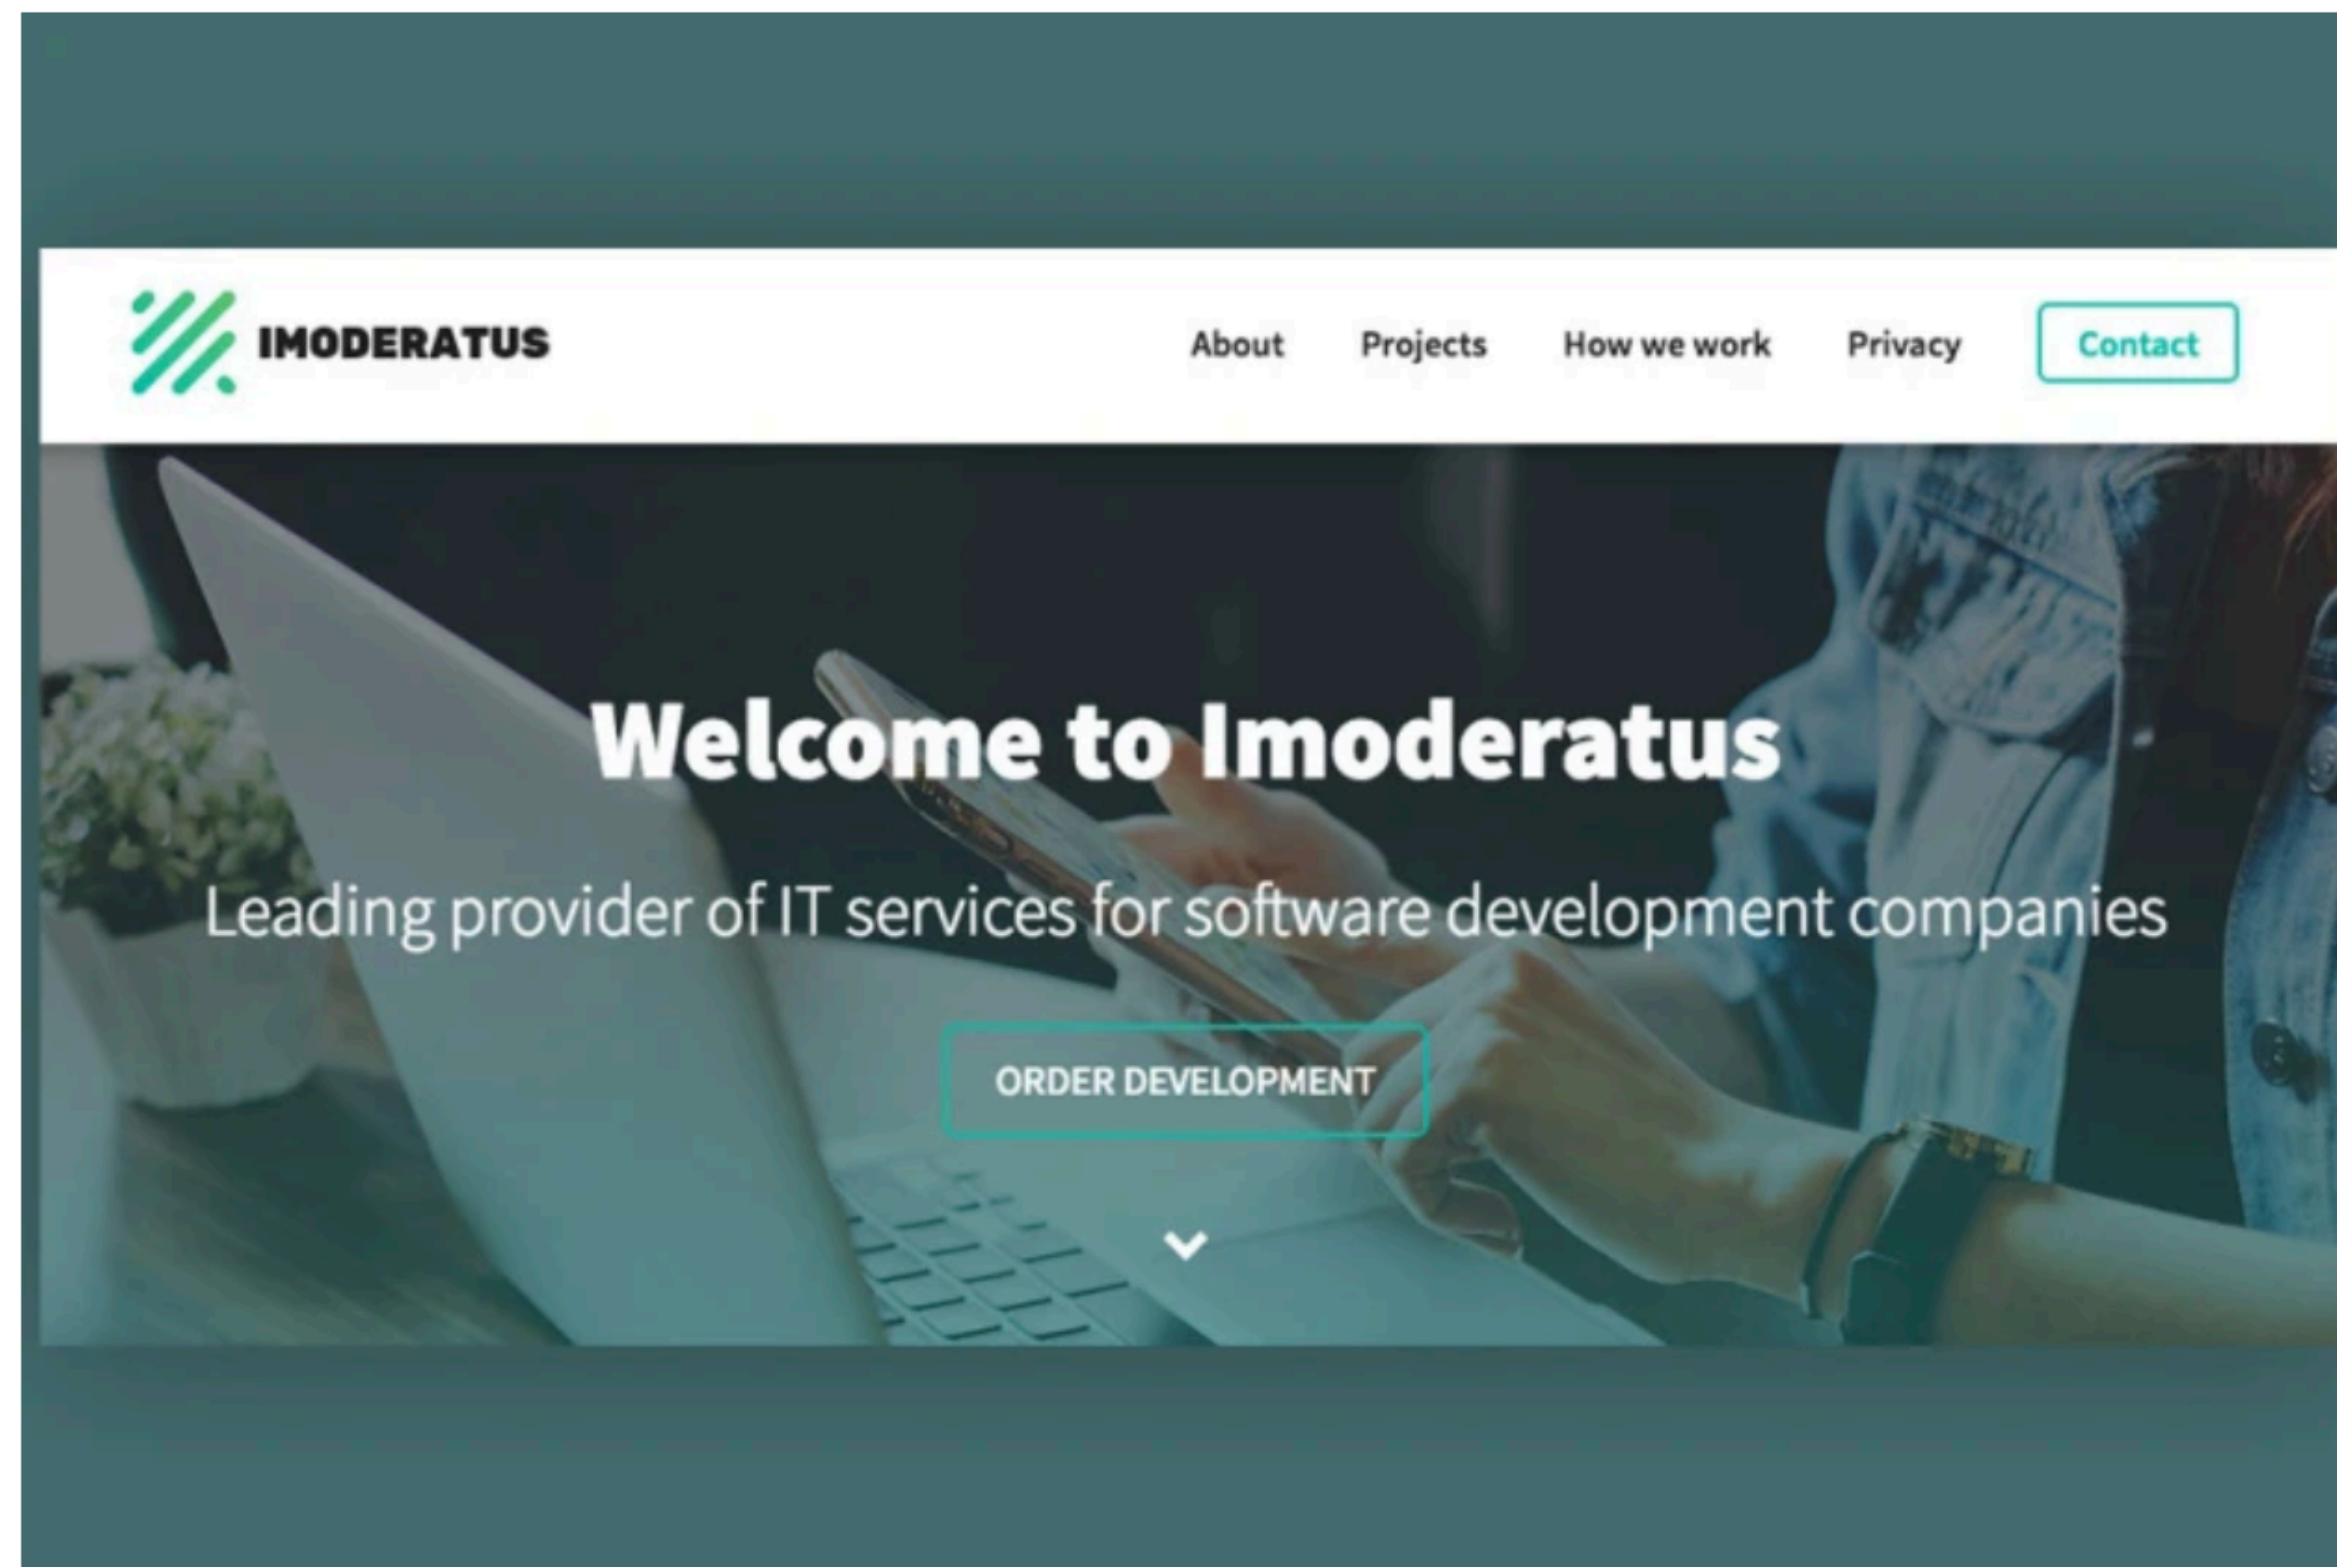 IMODERATUS
About Projects How we work Privacy Contact
Welcome to Imoderatus
Leading provider of IT services for software development companies
ORDER DEVELOPMENT